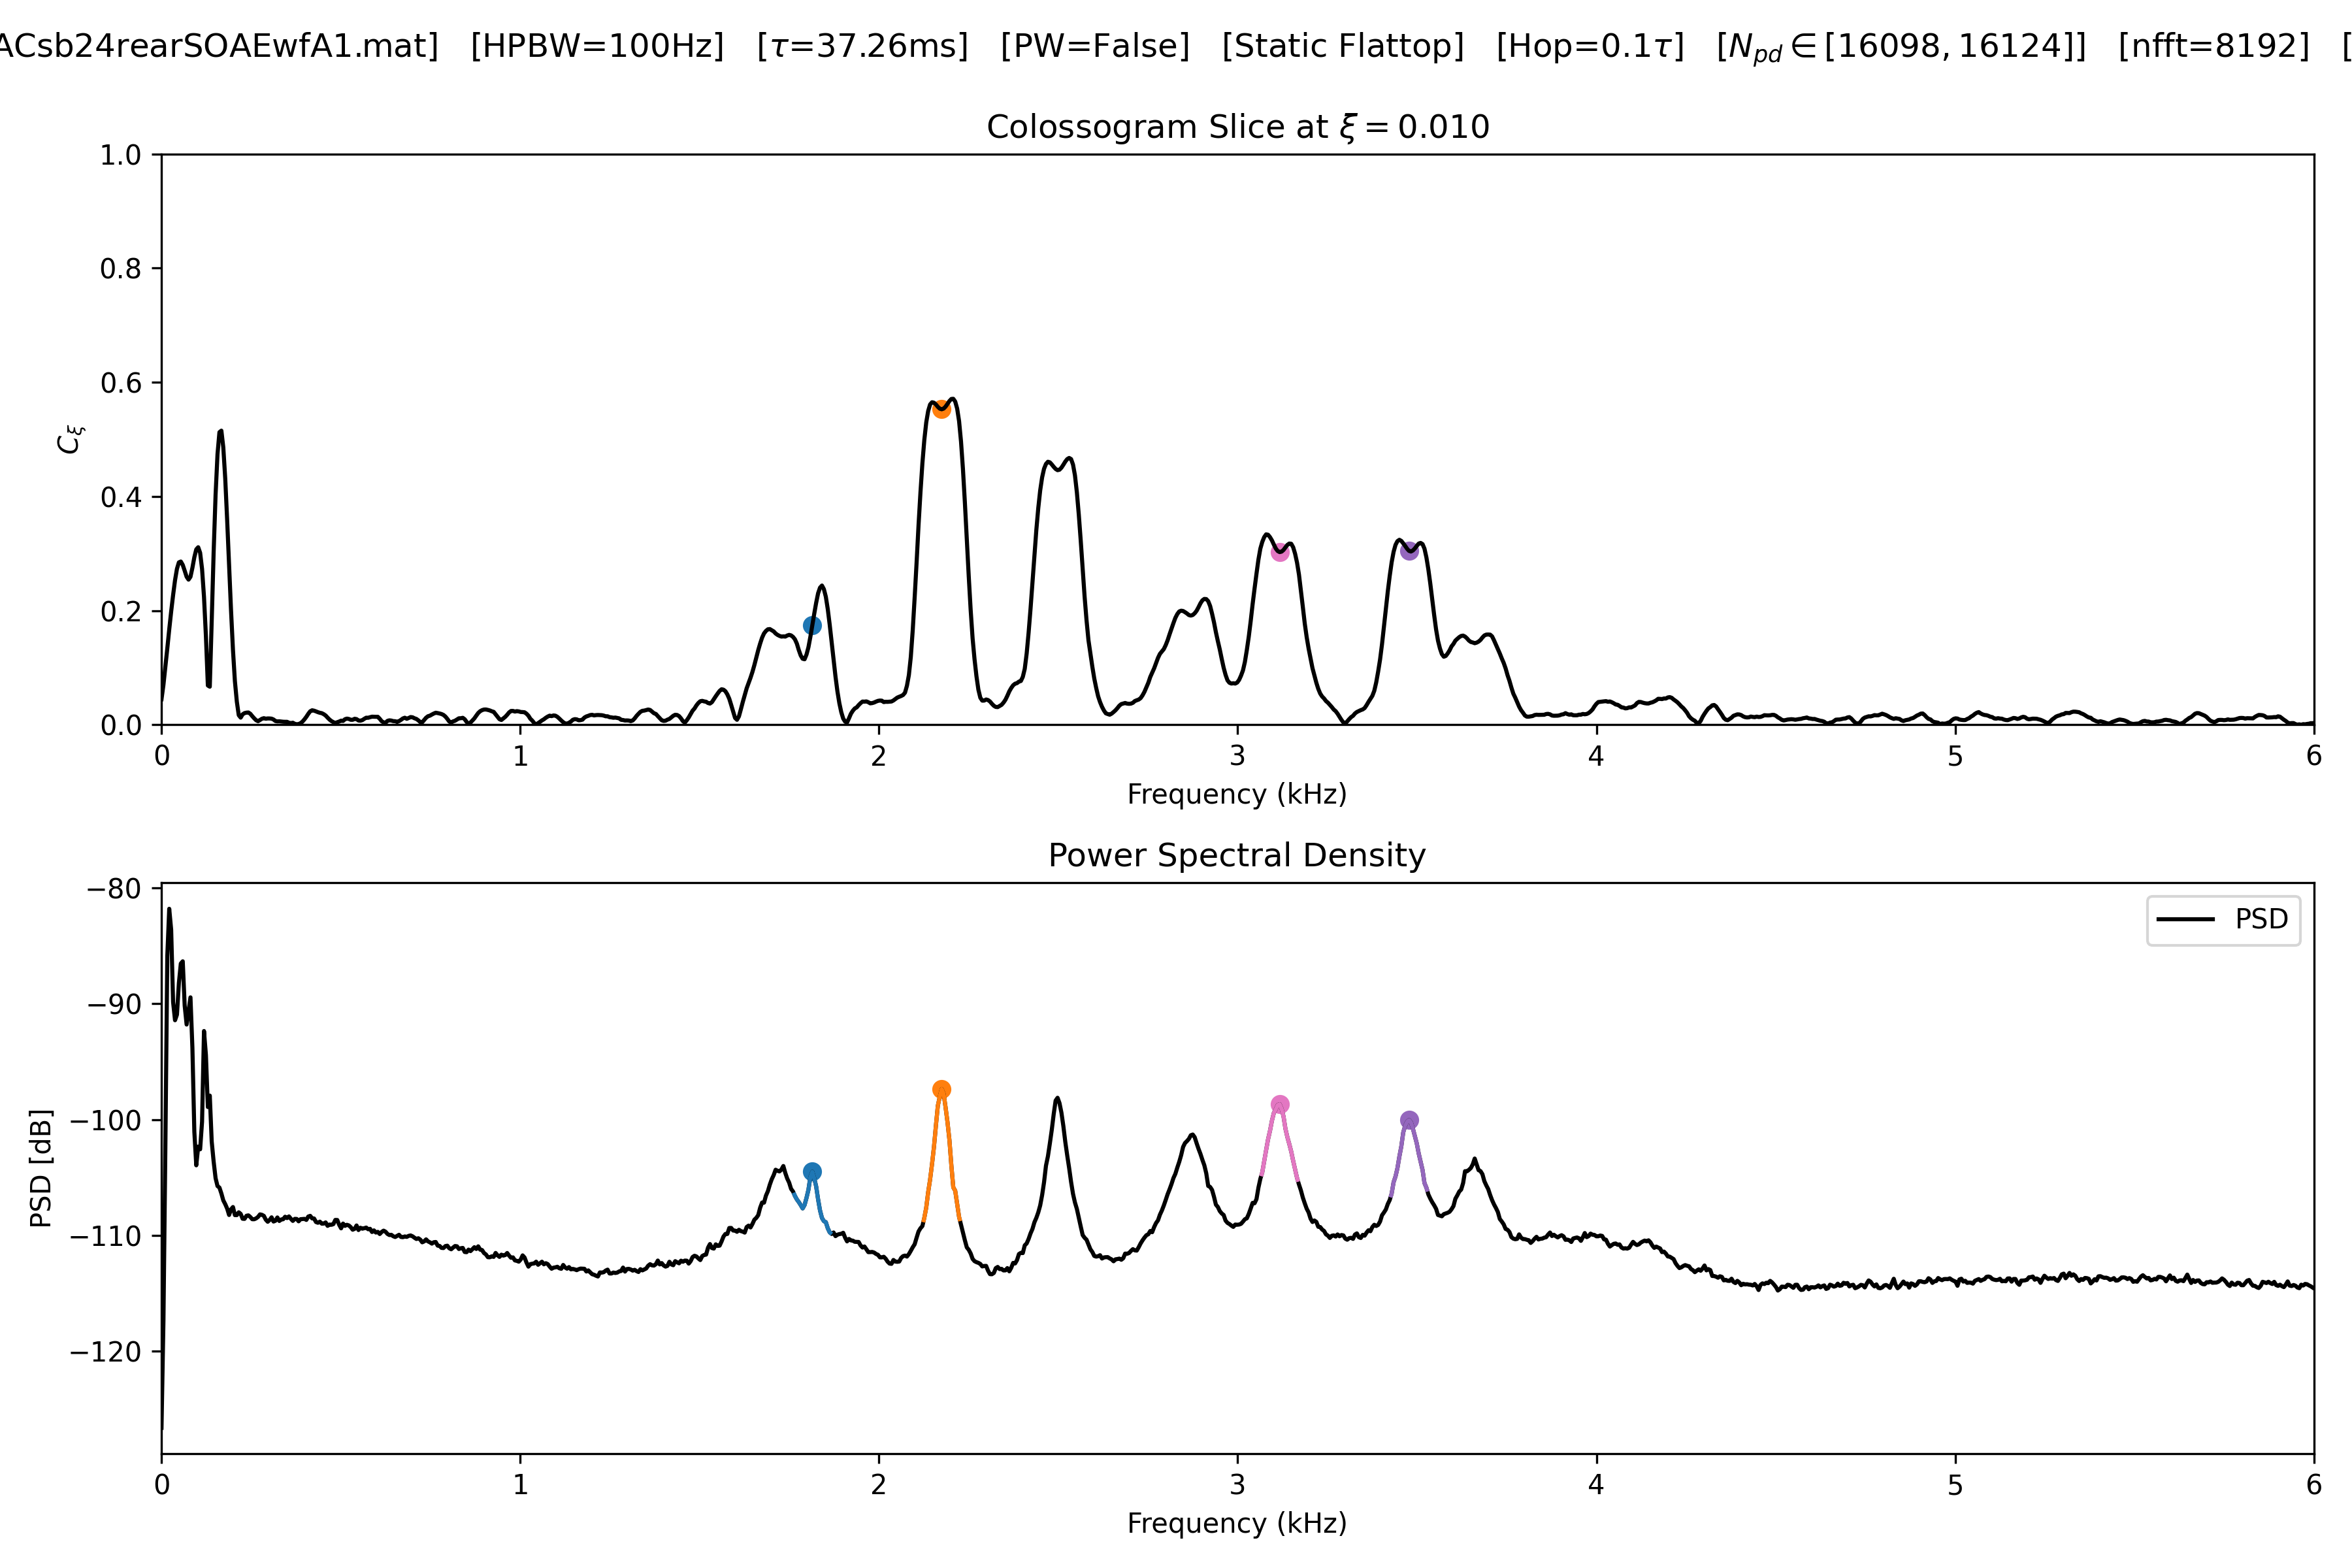 ACsb24rearSOAEwfA1.mat] [HPBW=100Hz] [τ=37.26ms] [PW=False] [Static Flattop] [Hop=0.1τ] [N_{pd} ∈ [16098, 16124]] [nfft=8192] [
Colossogram Slice at ξ = 0.010
1.0
0.8
0.6
0.4
0.2
0.0
C_ξ
0 1 2 3 4 5 6
Frequency (kHz)
Power Spectral Density
−80
−90
−100
−110
−120
PSD [dB]
PSD
0 1 2 3 4 5 6
Frequency (kHz)